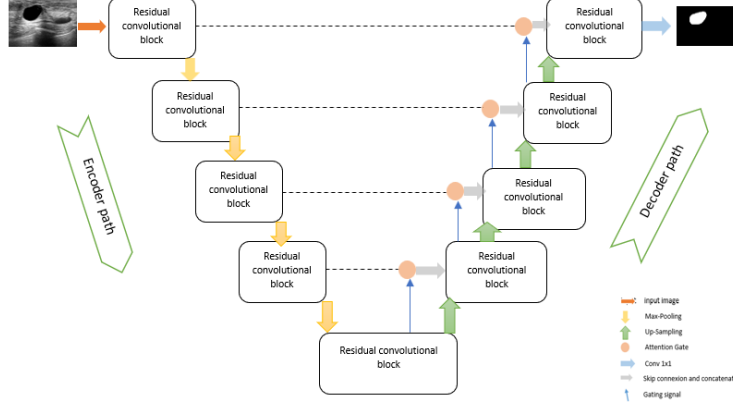 Residual
convolutional
block
Residual
convolutional
block
Residual
convolutional
block
Residual
convolutional
block
Residual
convolutional
block
Residual
convolutional
block
Encoder path
Decoder path
Residual
convolutional
block
Residual
convolutional
block
Residual convolutional
block
input image
Max-Pooling
Up-Sampling
Attention Gate
Conv 1x1
Skip connexion and concatenat
Gating signal